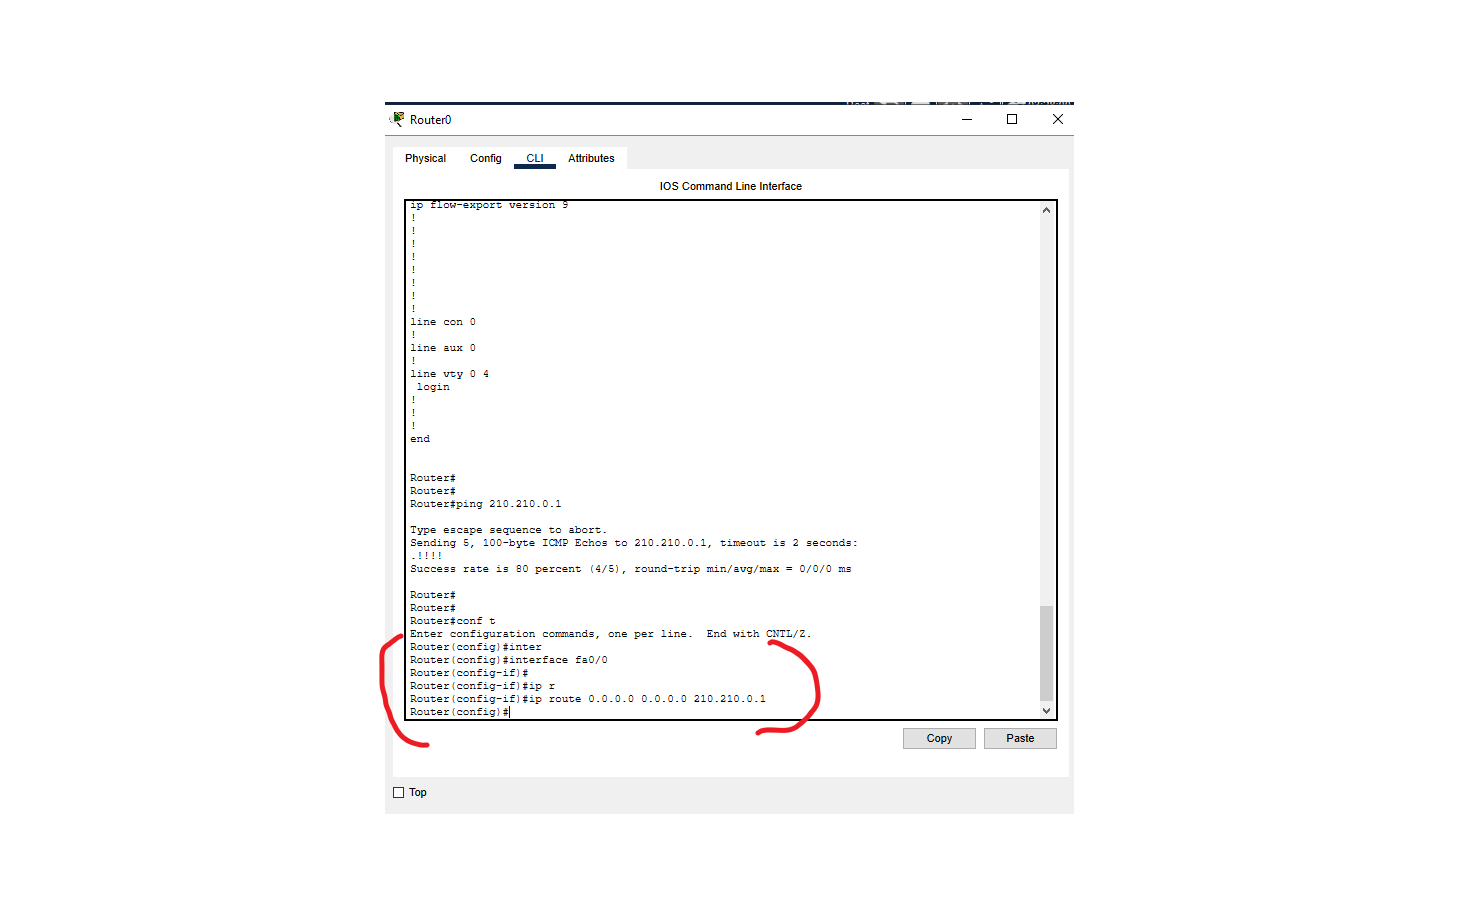 Router0
Physical Config CLI Attributes
IOS Command Line Interface
ip flow-export version 9
!
!
!
!
!
!
!
!
line con 0
!
line aux 0
!
line vty 0 4
login
!
!
!
end
Router#
Router#
Router#ping 210.210.0.1
Type escape sequence to abort.
Sending 5, 100-byte ICMP Echos to 210.210.0.1, timeout is 2 seconds:
.!!!!
Success rate is 80 percent (4/5), round-trip min/avg/max = 0/0/0 ms
Router#
Router#
Router#conf t
Enter configuration commands, one per line. End with CNTL/Z.
Router(config)#inter
Router(config)#interface fa0/0
Router(config-if)#
Router(config-if)#ip r
Router(config-if)#ip route 0.0.0.0 0.0.0.0 210.210.0.1
Router(config)#
Copy Paste
Top